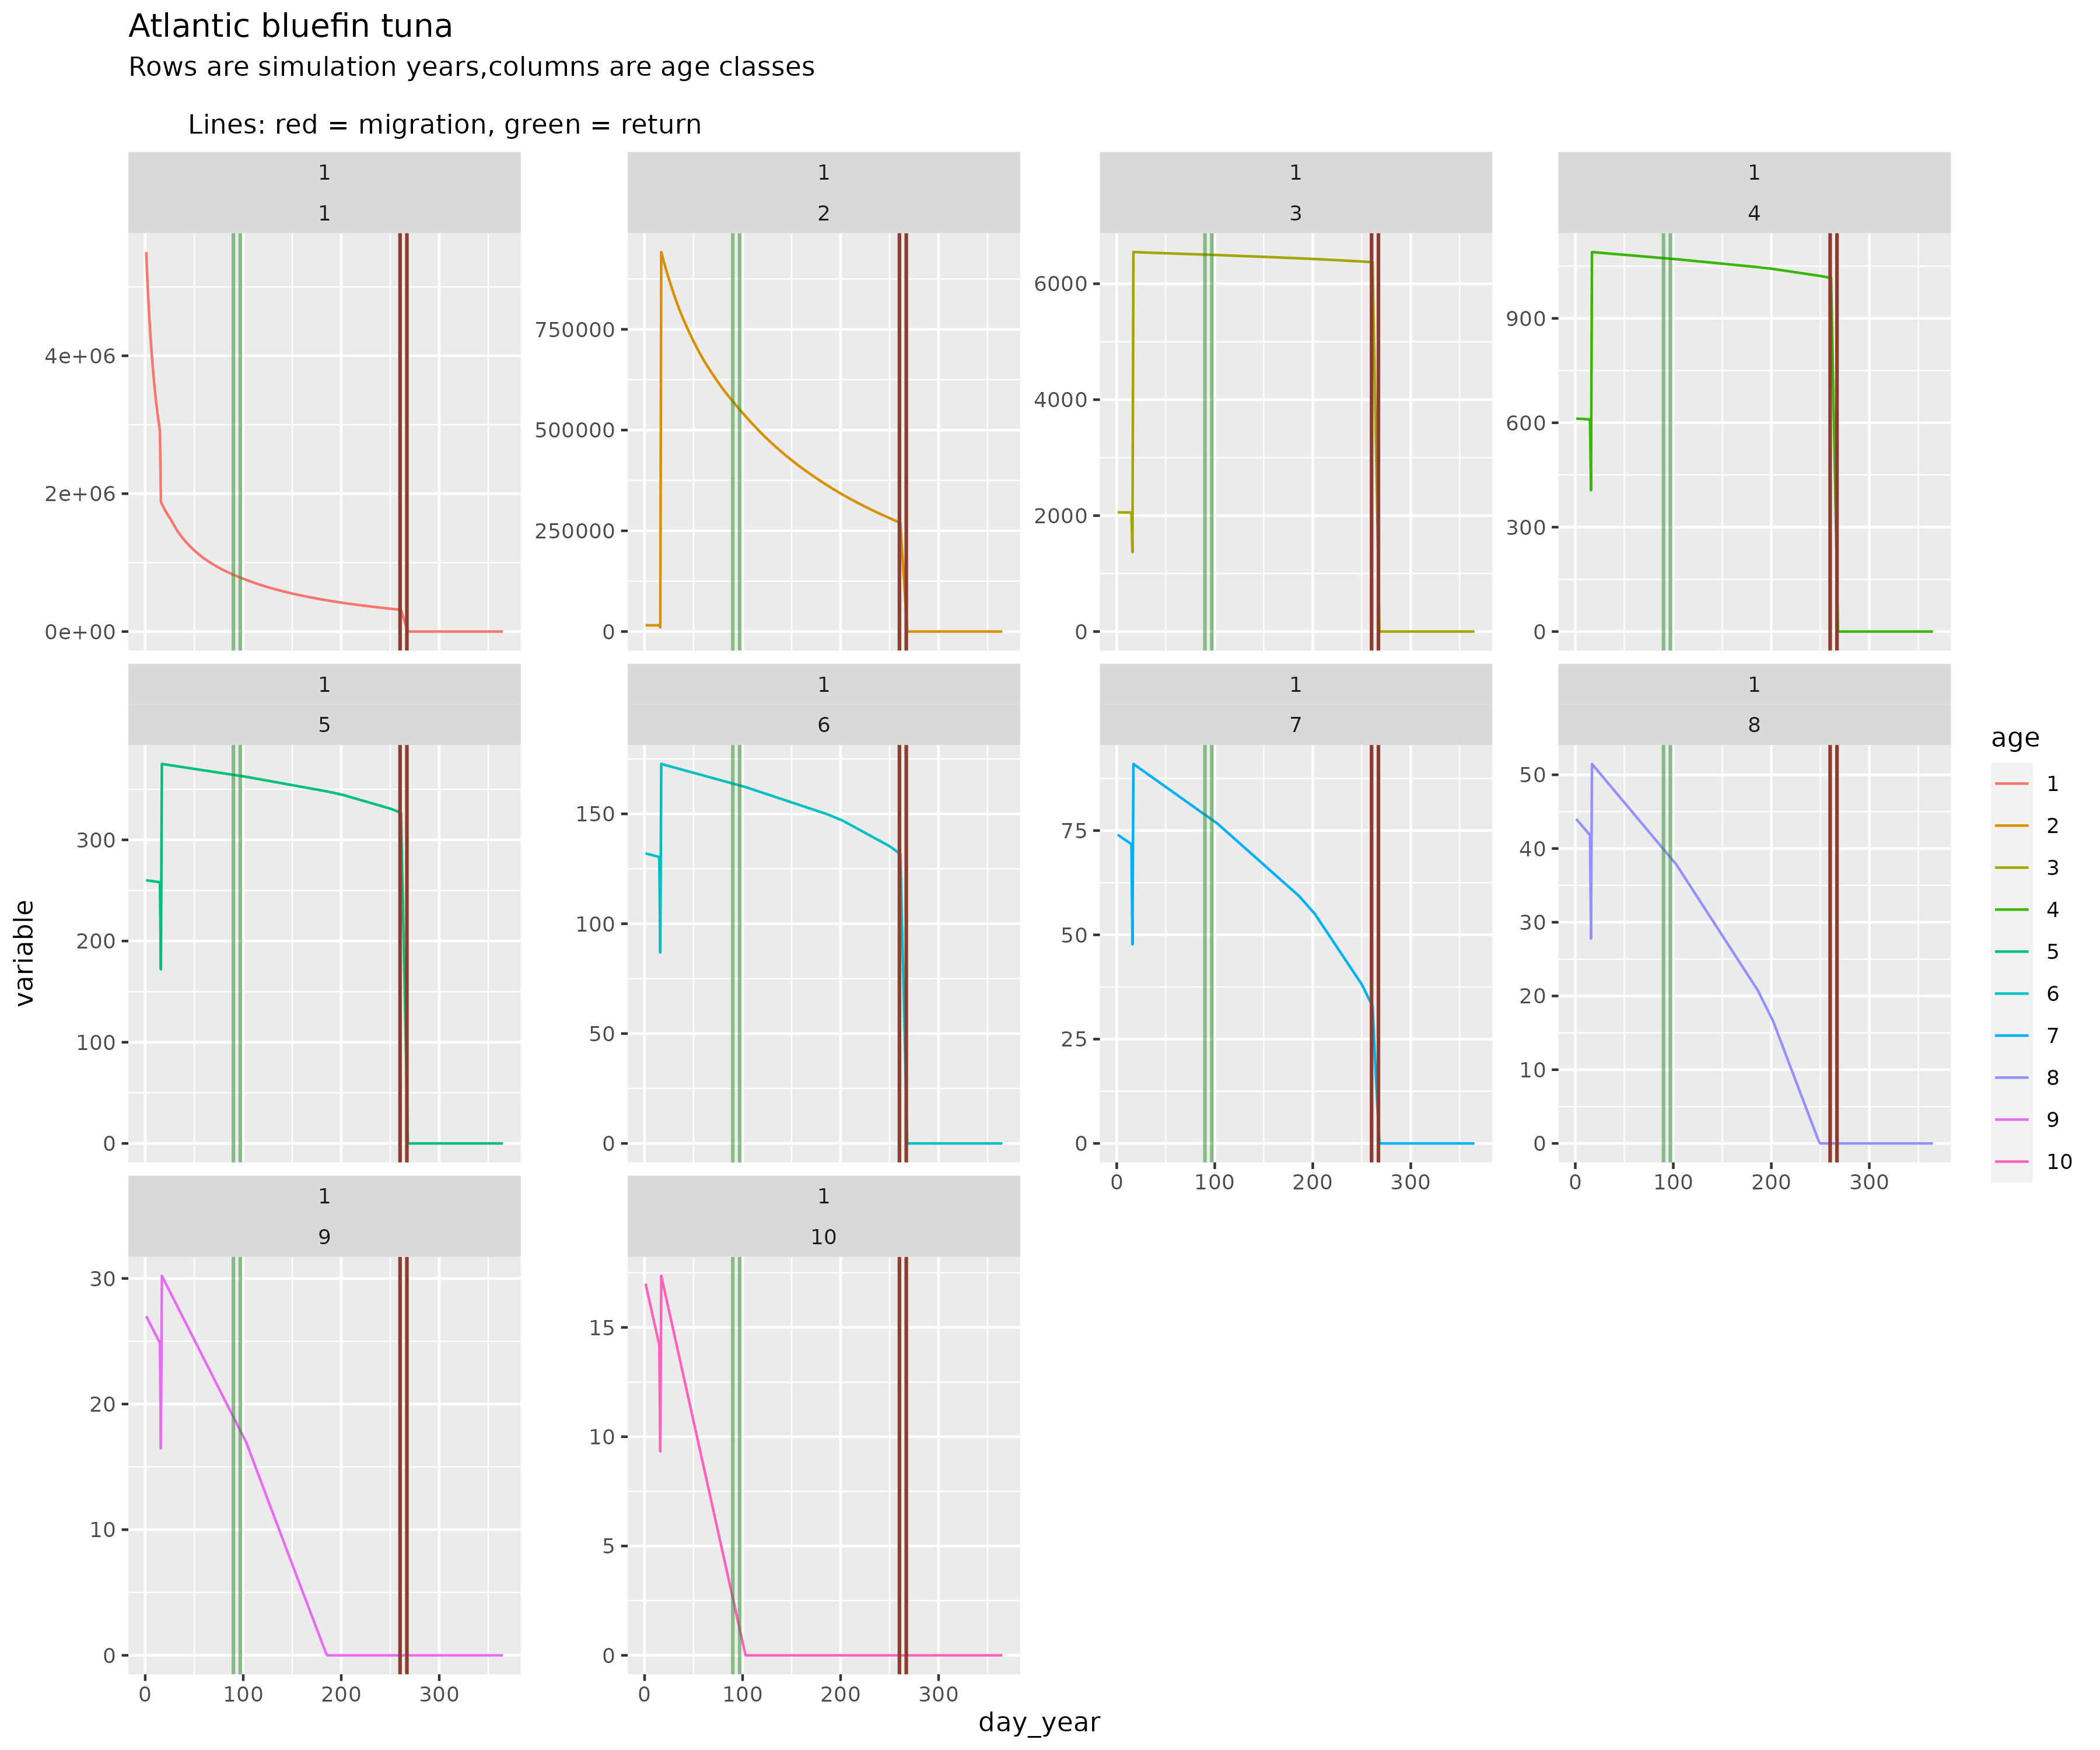 Atlantic bluefin tuna
Rows are simulation years,columns are age classes
Lines: red = migration, green = return
1 1 1 1
1 2 3 4
4e+06
2e+06
0e+00
750000
500000
250000
0
6000
4000
2000
0
900
600
300
0
1 1 1 1
5 6 7 8
300
200
100
0
150
100
50
0
75
50
25
0
50
40
30
20
10
0
0 100 200 300
0 100 200 300
1 1
9 10
30
20
10
0
15
10
5
0
0 100 200 300
0 100 200 300
variable
day_year
age
1
2
3
4
5
6
7
8
9
10